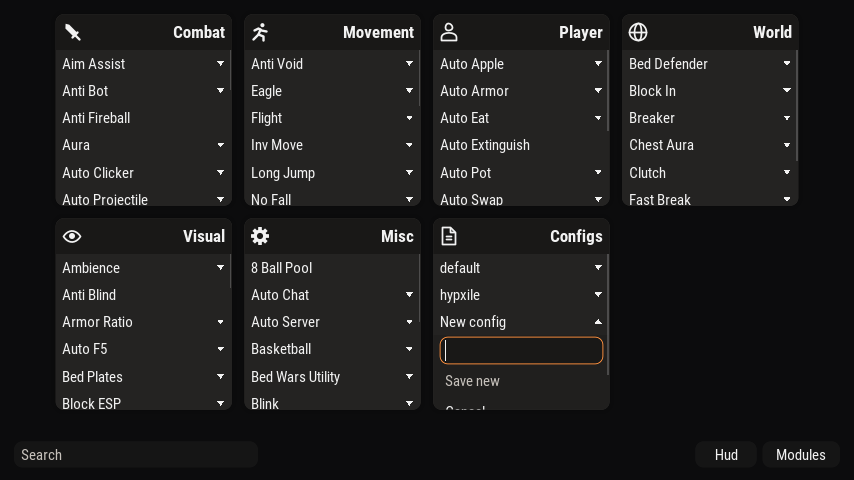 Combat
Aim Assist
Anti Bot
Anti Fireball
Aura
Auto Clicker
Auto Projectile
Movement
Anti Void
Eagle
Flight
Inv Move
Long Jump
No Fall
Player
Auto Apple
Auto Armor
Auto Eat
Auto Extinguish
Auto Pot
Auto Swap
World
Bed Defender
Block In
Breaker
Chest Aura
Clutch
Fast Break
Visual
Ambience
Anti Blind
Armor Ratio
Auto F5
Bed Plates
Block ESP
Misc
8 Ball Pool
Auto Chat
Auto Server
Basketball
Bed Wars Utility
Blink
Configs
default
hypxile
New config
Save new
Cancel
Search
Hud
Modules